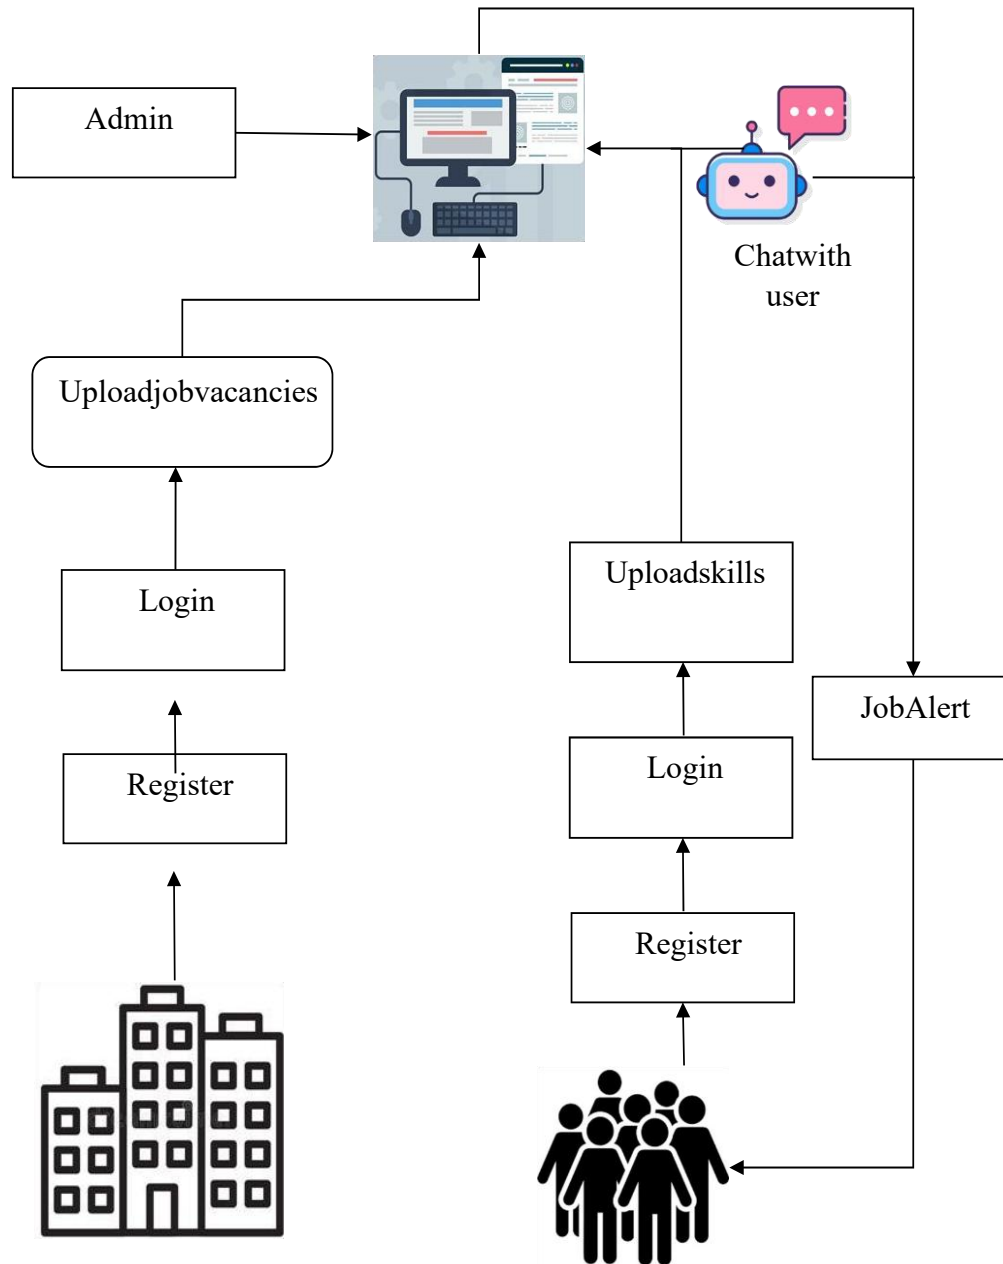 Admin
Chatwith
user
Uploadjobvacancies
Login
Uploadskills
JobAlert
Register
Login
Register